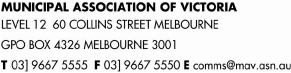 MUNICIPAL ASSOCIATION OF VICTORIA
LEVEL 12 60 COLLINS STREET MELBOURNE
GPO BOX 4326 MELBOURNE 3001
T 03] 9667 5555 F 03] 9667 5550 E comms@mav.asn.au